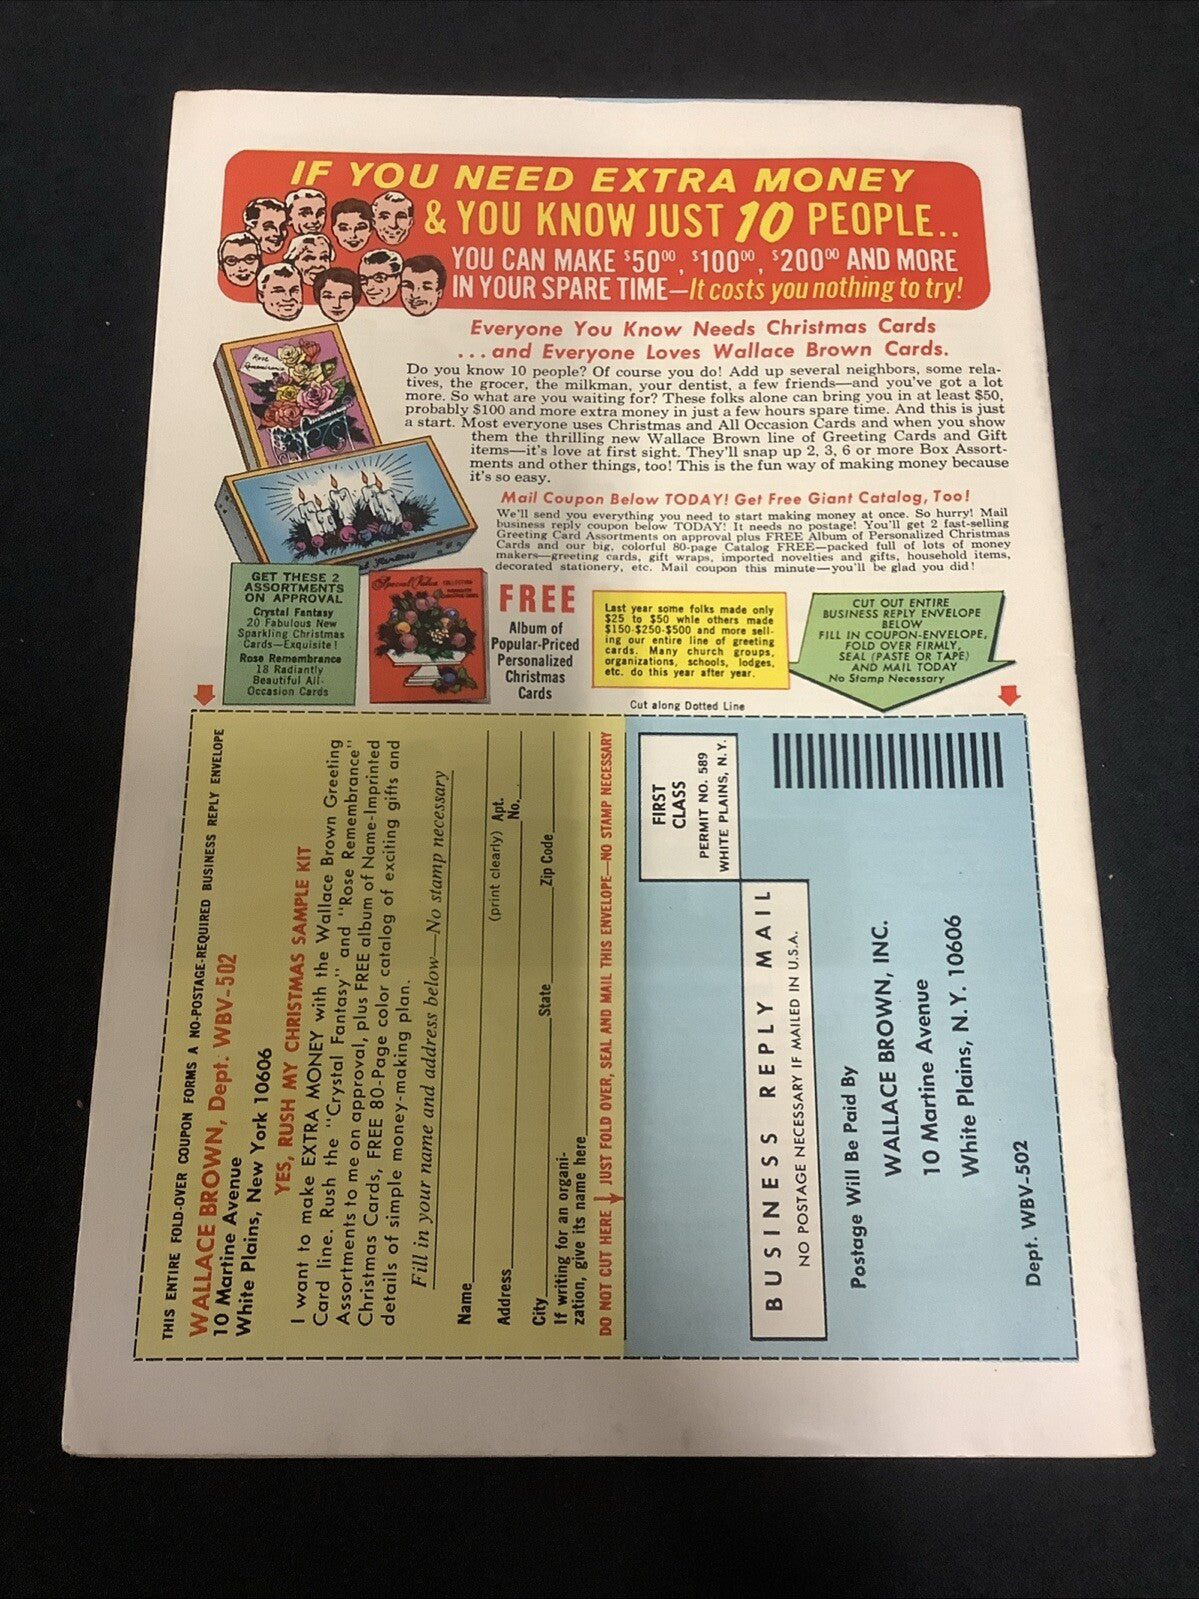 IF YOU NEED EXTRA MONEY
& YOU KNOW JUST 10 PEOPLE..
YOU CAN MAKE $50⁰⁰, $100⁰⁰, $200⁰⁰ AND MORE
IN YOUR SPARE TIME—It costs you nothing to try!
Everyone You Know Needs Christmas Cards
...and Everyone Loves Wallace Brown Cards.
Do you know 10 people? Of course you do! Add up several neighbors, some rela-
tives, the grocer, the milkman, your dentist, a few friends—and you've got a lot
more. So what are you waiting for? These folks alone can bring you in at least $50,
probably $100 and more extra money in just a few hours spare time. And this is just
a start. Most everyone uses Christmas and All Occasion Cards and when you show
them the thrilling new Wallace Brown line of Greeting Cards and Gift
items—it's love at first sight. They'll snap up 2, 3, 6 or more Box Assort-
ments and other things, too! This is the fun way of making money because
it's so easy.
Mail Coupon Below TODAY! Get Free Giant Catalog, Too!
We'll send you everything you need to start making money at once. So hurry! Mail
business reply coupon below TODAY! It needs no postage! You'll get 2 fast-selling
Greeting Card Assortments on approval plus FREE Album of Personalized Christmas
Cards and our big, colorful 80-page Catalog FREE—packed full of lots of money
makers—greeting cards, gift wraps, imported novelties and gifts, household items,
decorated stationery, etc. Mail coupon this minute—you'll be glad you did!
Rose
Remembrance
Fantasy
GET THESE 2
ASSORTMENTS
ON APPROVAL
Crystal Fantasy
20 Fabulous New
Sparkling Christmas
Cards—Exquisite!
Rose Remembrance
18 Radiantly
Beautiful All-
Occasion Cards
Special Value COLLECTION
FREE
Album of
Popular-Priced
Personalized
Christmas
Cards
Last year some folks made only
$25 to $50 whle others made
$150-$250-$500 and more sell-
ing our entire line of greeting
cards. Many church groups,
organizations, schools, lodges,
etc. do this year after year.
CUT OUT ENTIRE
BUSINESS REPLY ENVELOPE
BELOW
FILL IN COUPON-ENVELOPE,
FOLD OVER FIRMLY,
SEAL (PASTE OR TAPE)
AND MAIL TODAY
No Stamp Necessary
Cut along Dotted Line
THIS ENTIRE FOLD-OVER COUPON FORMS A NO-POSTAGE-REQUIRED BUSINESS REPLY ENVELOPE
WALLACE BROWN, Dept. WBV-502
10 Martine Avenue
White Plains, New York 10606
YES, RUSH MY CHRISTMAS SAMPLE KIT
I want to make EXTRA MONEY with the Wallace Brown Greeting
Card line. Rush the "Crystal Fantasy" and "Rose Remembrance"
Assortments to me on approval, plus FREE album of Name-Imprinted
Christmas Cards, FREE 80-Page color catalog of exciting gifts and
details of simple money-making plan.
Fill in your name and address below—No stamp necessary
Name
(print clearly) Apt.
Address No.
City State Zip Code
If writing for an organi-
zation, give its name here
DO NOT CUT HERE JUST FOLD OVER, SEAL AND MAIL THIS ENVELOPE—NO STAMP NECESSARY
FIRST
CLASS
PERMIT NO. 589
WHITE PLAINS, N.Y.
BUSINESS REPLY MAIL
NO POSTAGE NECESSARY IF MAILED IN U.S.A.
Postage Will Be Paid By
WALLACE BROWN, INC.
10 Martine Avenue
White Plains, N.Y. 10606
Dept. WBV-502